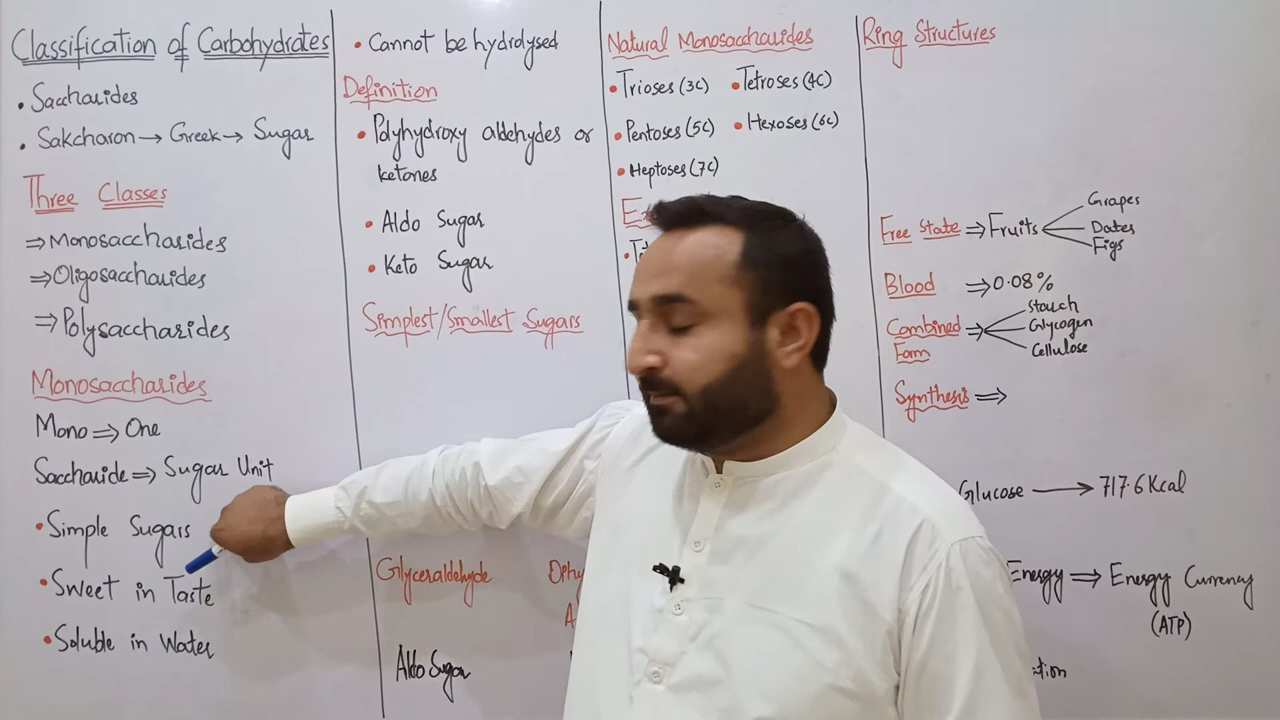 Classification of Carbohydrates
• Saccharides
• Sakcharon → Greek → Sugar
Three Classes
⇒ Monosaccharides
⇒ Oligosaccharides
⇒ Polysaccharides
Monosaccharides
Mono ⇒ One
Saccharide ⇒ Sugar Unit
• Simple Sugars
• Sweet in Taste
• Soluble in Water
• Cannot be hydrolysed
Definition
• Polyhydroxy aldehydes or
ketones
• Aldo Sugar
• Keto Sugar
Simplest/Smallest Sugars
Glyceraldehyde
Aldo Sugar
Natural Monosaccharides
• Trioses (3C) • Tetroses (4C)
• Pentoses (5C) • Hexoses (6C)
• Heptoses (7C)
Ring Structures
Free State ⇒ Fruits
Grapes
Dates
Figs
Blood ⇒ 0.08%
Combined Form ⇒
Starch
Glycogen
Cellulose
Synthesis ⇒
Glucose → 717.6 Kcal
Energy ⇒ Energy Currency
(ATP)